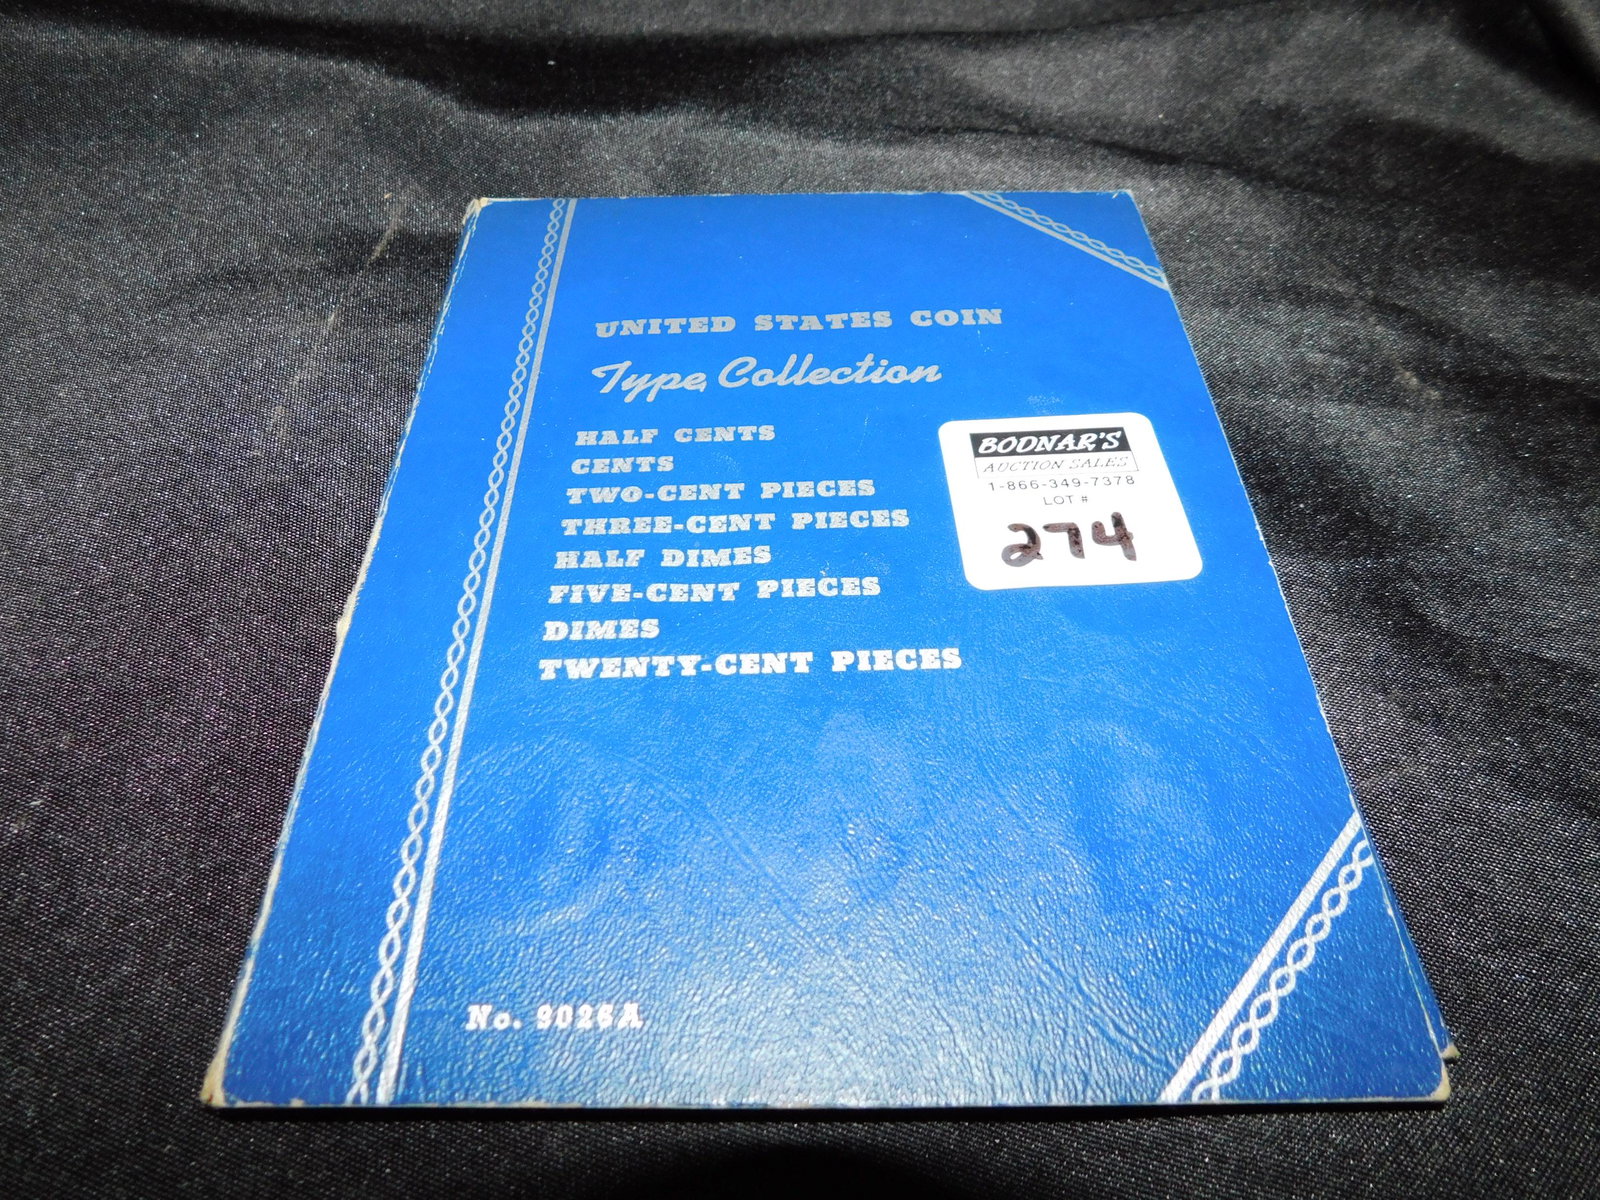 UNITED STATES COIN
Type Collection
HALF CENTS
CENTS
TWO-CENT PIECES
THREE-CENT PIECES
HALF DIMES
FIVE-CENT PIECES
DIMES
TWENTY-CENT PIECES
No. 9026A
BODNAR'S
AUCTION SALES
1-866-349-7378
LOT #
274